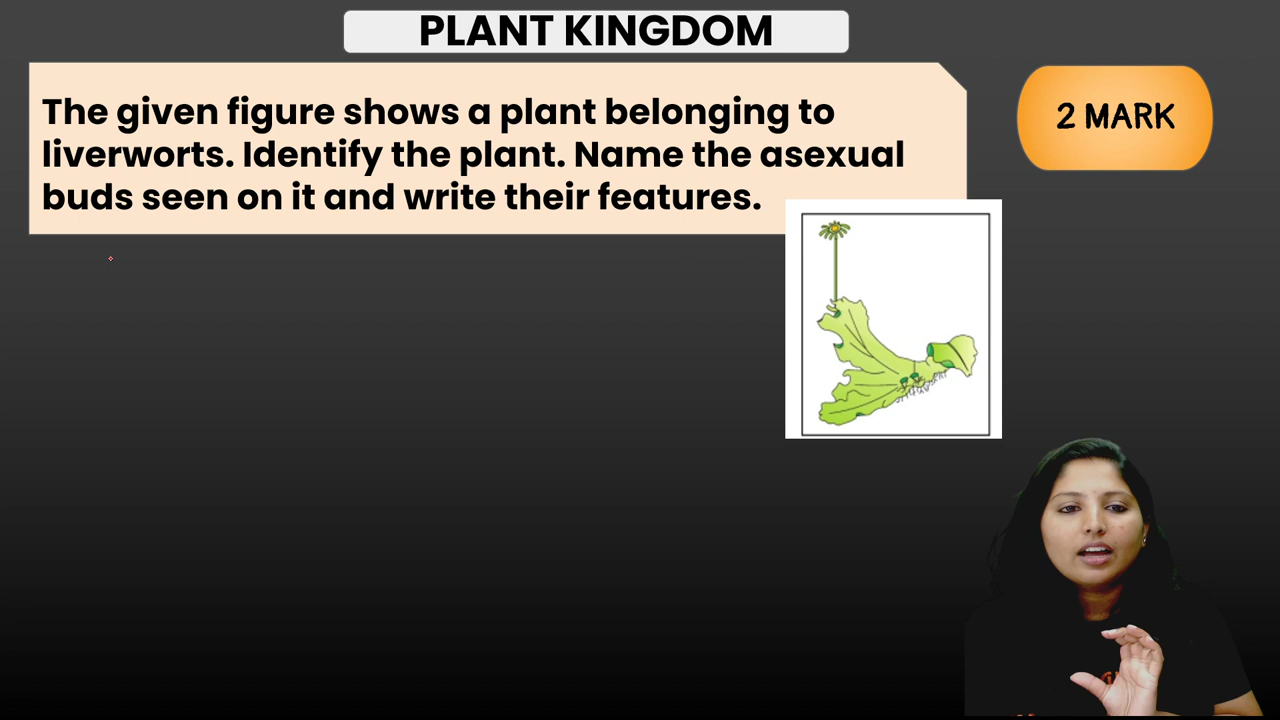 PLANT KINGDOM
The given figure shows a plant belonging to
liverworts. Identify the plant. Name the asexual
buds seen on it and write their features.
2 MARK